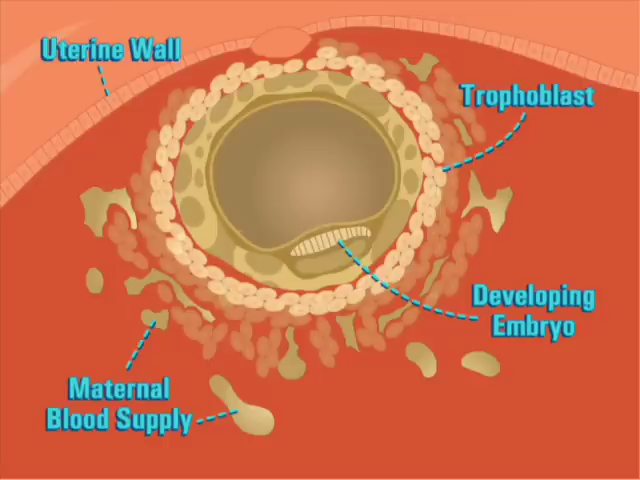 Uterine Wall
Trophoblast
Developing
Embryo
Maternal
Blood Supply